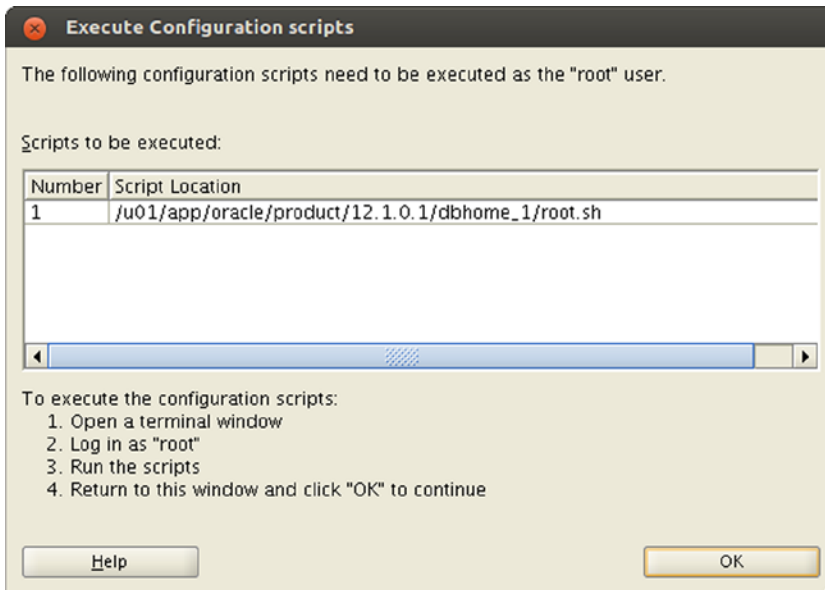 Execute Configuration scripts
The following configuration scripts need to be executed as the "root" user.
Scripts to be executed:
Number Script Location
1 /u01/app/oracle/product/12.1.0.1/dbhome_1/root.sh
To execute the configuration scripts:
1. Open a terminal window
2. Log in as "root"
3. Run the scripts
4. Return to this window and click "OK" to continue
Help OK